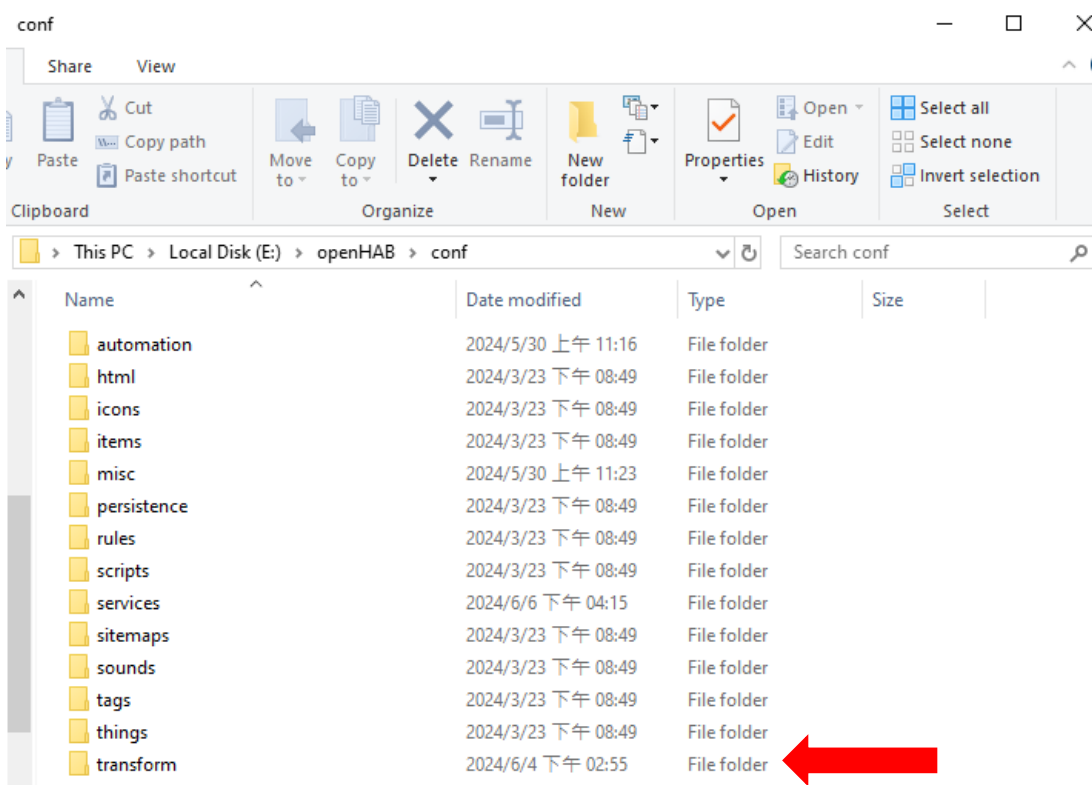 conf
Share View
Cut
Copy path
Paste shortcut
Paste
Clipboard
Move to
Copy to
Delete
Rename
Organize
New folder
New
Properties
Open
Edit
History
Open
Select all
Select none
Invert selection
Select
This PC > Local Disk (E:) > openHAB > conf
Search conf
Name Date modified Type Size
automation 2024/5/30 上午 11:16 File folder
html 2024/3/23 下午 08:49 File folder
icons 2024/3/23 下午 08:49 File folder
items 2024/3/23 下午 08:49 File folder
misc 2024/5/30 上午 11:23 File folder
persistence 2024/3/23 下午 08:49 File folder
rules 2024/3/23 下午 08:49 File folder
scripts 2024/3/23 下午 08:49 File folder
services 2024/6/6 下午 04:15 File folder
sitemaps 2024/3/23 下午 08:49 File folder
sounds 2024/3/23 下午 08:49 File folder
tags 2024/3/23 下午 08:49 File folder
things 2024/3/23 下午 08:49 File folder
transform 2024/6/4 下午 02:55 File folder